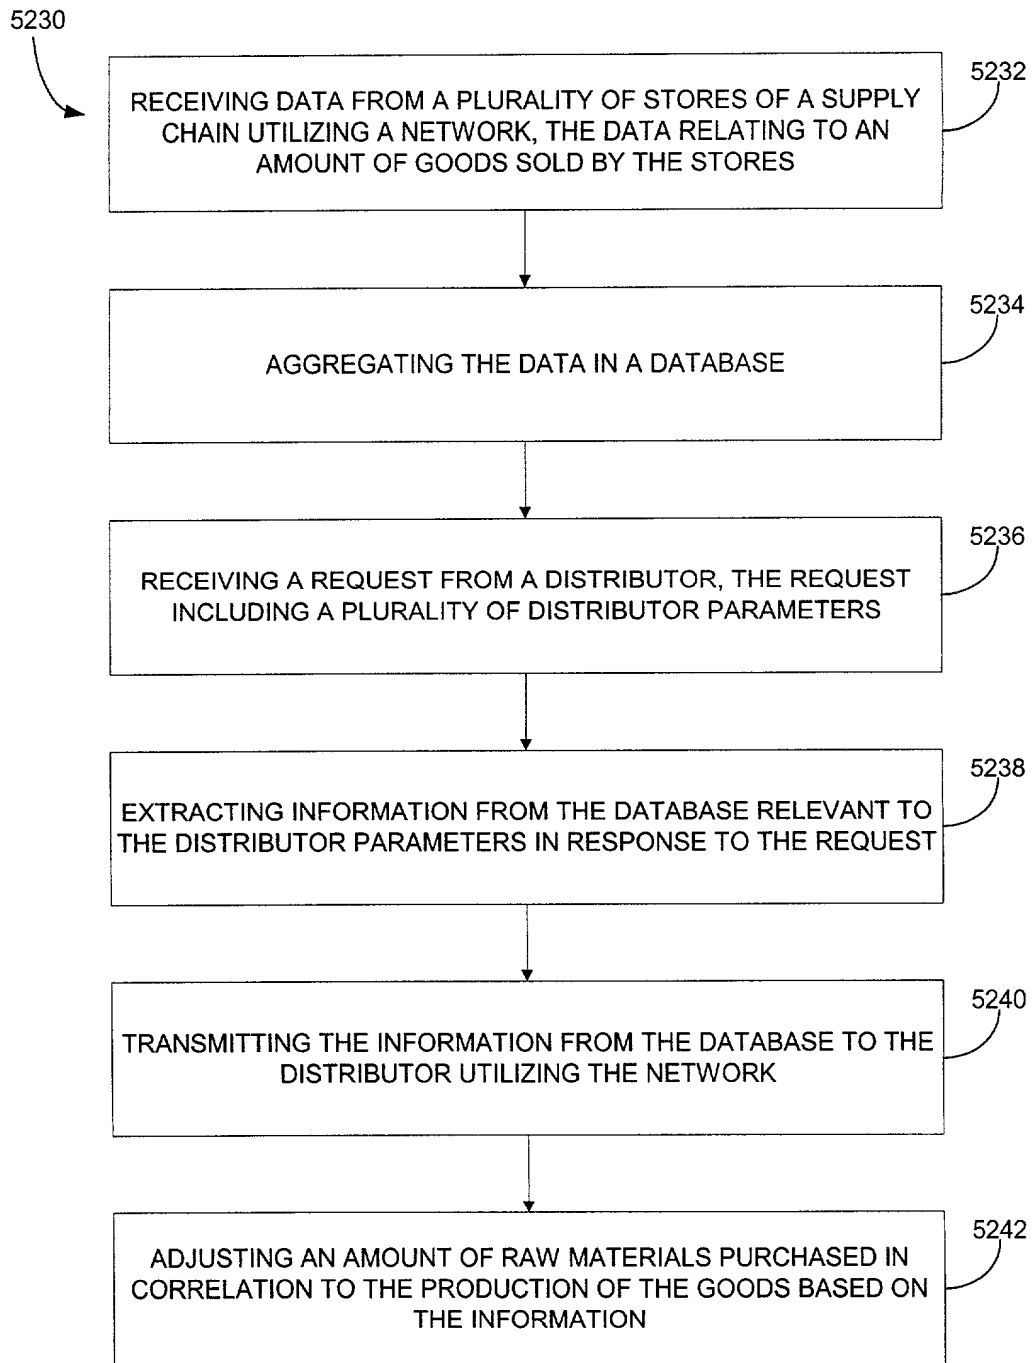 5230
5232
RECEIVING DATA FROM A PLURALITY OF STORES OF A SUPPLY
CHAIN UTILIZING A NETWORK, THE DATA RELATING TO AN
AMOUNT OF GOODS SOLD BY THE STORES
5234
AGGREGATING THE DATA IN A DATABASE
5236
RECEIVING A REQUEST FROM A DISTRIBUTOR, THE REQUEST
INCLUDING A PLURALITY OF DISTRIBUTOR PARAMETERS
5238
EXTRACTING INFORMATION FROM THE DATABASE RELEVANT TO
THE DISTRIBUTOR PARAMETERS IN RESPONSE TO THE REQUEST
5240
TRANSMITTING THE INFORMATION FROM THE DATABASE TO THE
DISTRIBUTOR UTILIZING THE NETWORK
5242
ADJUSTING AN AMOUNT OF RAW MATERIALS PURCHASED IN
CORRELATION TO THE PRODUCTION OF THE GOODS BASED ON
THE INFORMATION